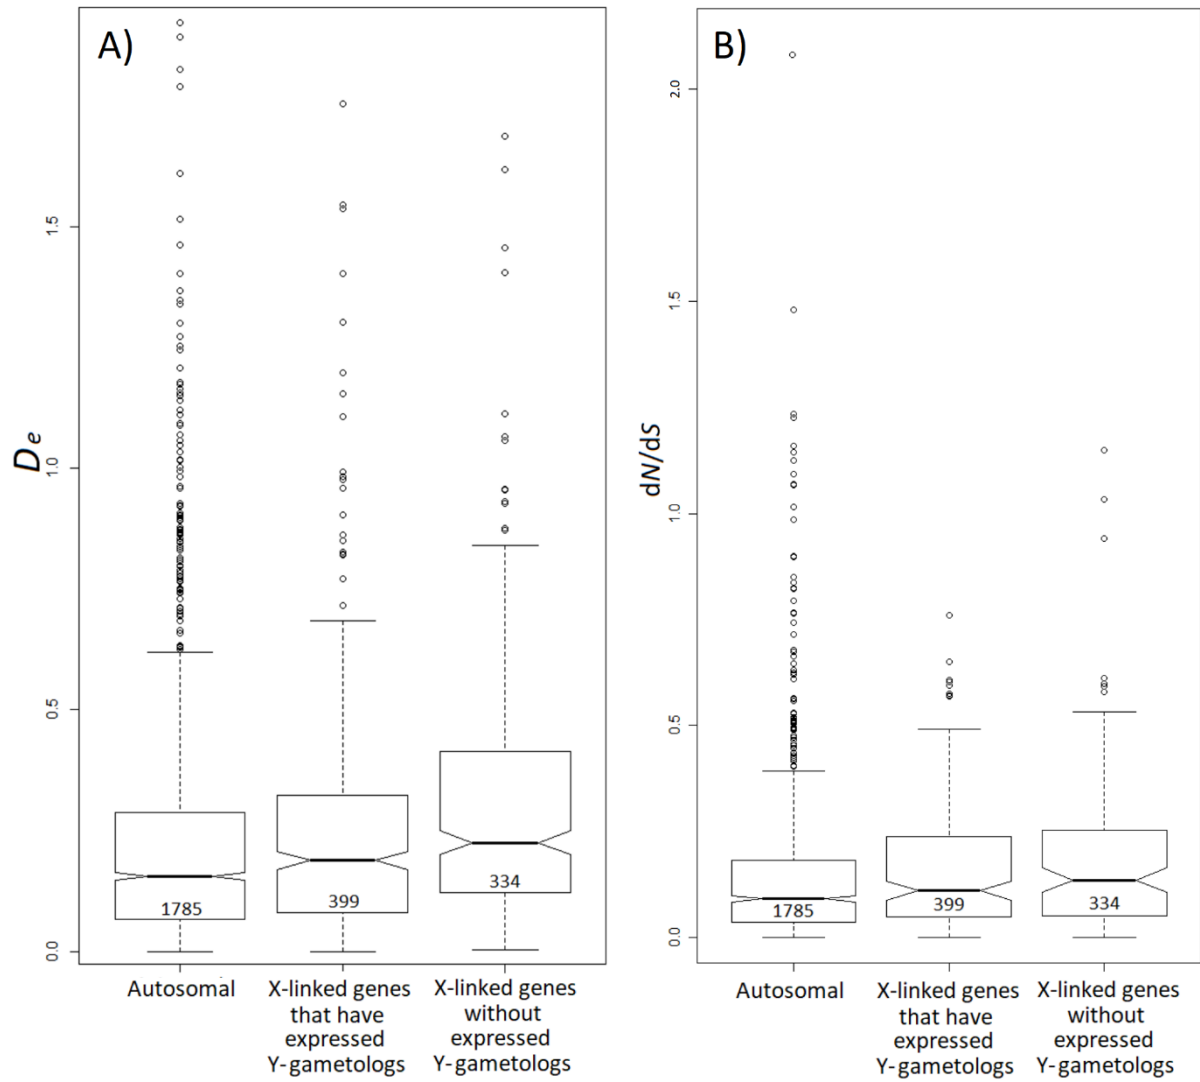 A)
De
1.5
1.0
0.5
0.0
1785
399
334
Autosomal
X-linked genes
that have
expressed
Y-gametologs
X-linked genes
without
expressed
Y-gametologs
B)
dN/dS
2.0
1.5
1.0
0.5
0.0
1785
399
334
Autosomal
X-linked genes
that have
expressed
Y-gametologs
X-linked genes
without
expressed
Y-gametologs